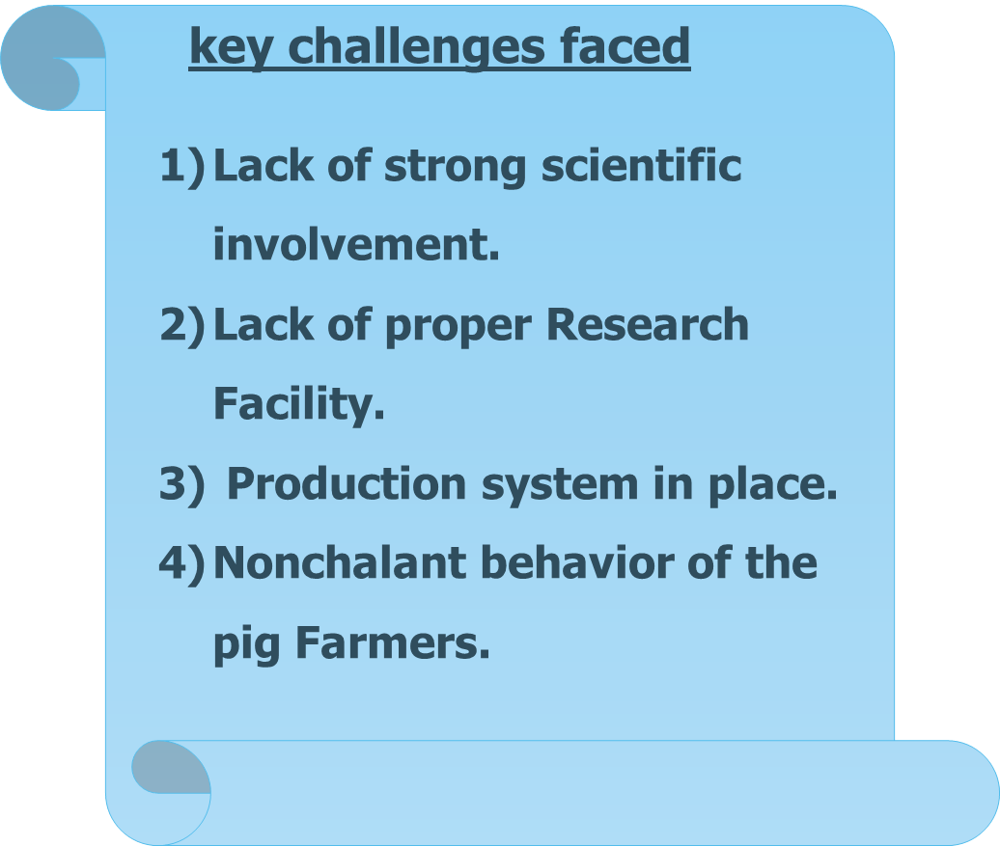 key challenges faced
1) Lack of strong scientific
involvement.
2) Lack of proper Research
Facility.
3) Production system in place.
4) Nonchalant behavior of the
pig Farmers.